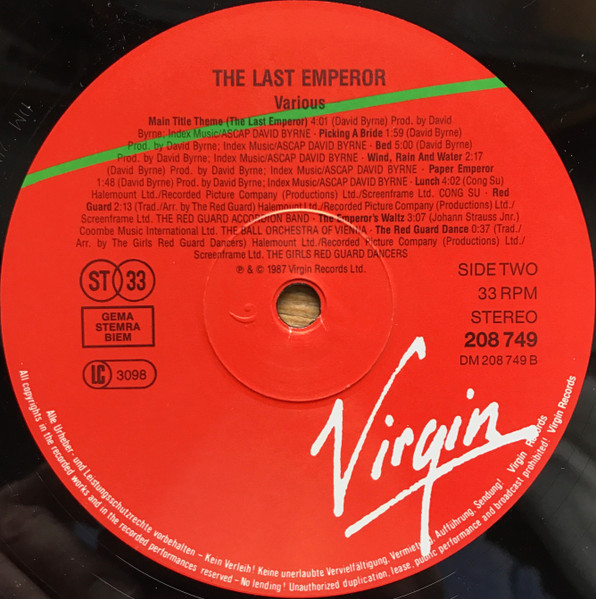 THE LAST EMPEROR
Various
Main Title Theme (The Last Emperor) 4:01 (David Byrne) Prod. by David
Byrne; Index Music/ASCAP DAVID BYRNE · Picking A Bride 1:59 (David Byrne)
Prod. by David Byrne; Index Music/ASCAP DAVID BYRNE · Bed 5:00 (David Byrne)
Prod. by David Byrne; Index Music/ASCAP DAVID BYRNE · Wind, Rain And Water 2:17
(David Byrne) Prod. by David Byrne; Index Music/ASCAP DAVID BYRNE · Paper Emperor
1:48 (David Byrne) Prod. by David Byrne; Index Music/ASCAP DAVID BYRNE · Lunch 4:02 (Cong Su)
Halemount Ltd./Recorded Picture Company (Productions) Ltd./Screenframe Ltd. CONG SU · Red
Guard 2:13 (Trad./Arr. by The Red Guard) Halemount Ltd./Recorded Picture Company (Productions) Ltd./
Screenframe Ltd. THE RED GUARD ACCORDION BAND · The Emperor's Waltz 3:07 (Johann Strauss Jnr.)
Coombe Music International Ltd. THE BALL ORCHESTRA OF VIENNA · The Red Guard Dance 0:37 (Trad./
Arr. by The Girls Red Guard Dancers) Halemount Ltd./Recorded Picture Company (Productions) Ltd./
Screenframe Ltd. THE GIRLS RED GUARD DANCERS
℗ & © 1987 Virgin Records Ltd.
ST 33
GEMA
STEMRA
BIEM
LC 3098
SIDE TWO
33 RPM
STEREO
208 749
DM 208 749 B
Virgin
Alle Urheber- und Leistungsschutzrechte vorbehalten – Kein Verleih! Keine unerlaubte Vervielfältigung, Vermietung, Aufführung, Sendung! Virgin Records
All copyrights in the recorded works and in the recorded performances reserved – No lending! Unauthorized duplication, lease, public performance and broadcast prohibited! Virgin Records